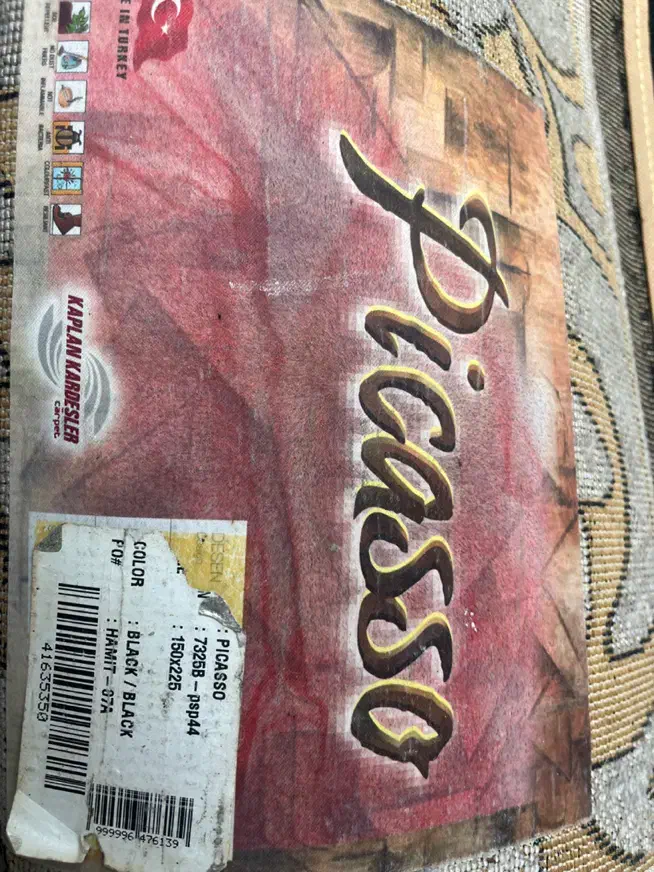 E IN TURKEY
Picasso
KAPLAN KARDESLER
carpet
DESEN
: PICASSO
N : 7325B - psp44
E : 150x225
COLOR : BLACK / BLACK
PO# : HAMIT - 07A
41635350
999996 476139